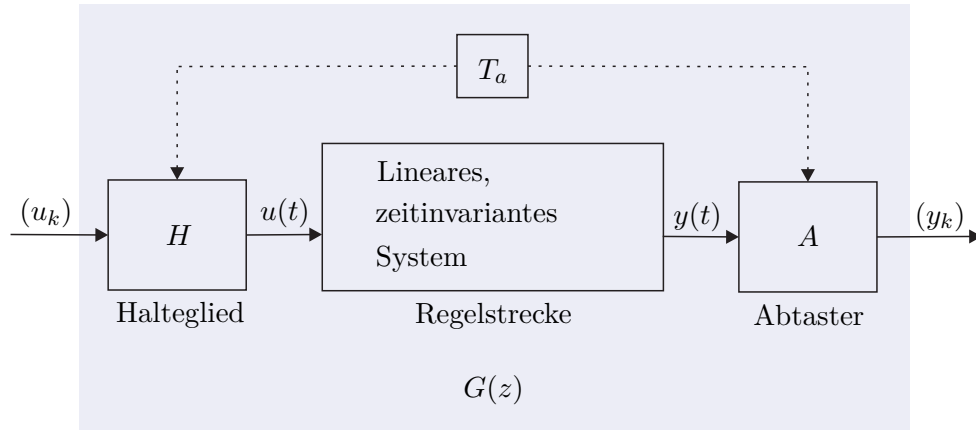 T_a
(u_k)
H
u(t)
Lineares,
zeitinvariantes
System
y(t)
A
(y_k)
Halteglied
Regelstrecke
Abtaster
G(z)